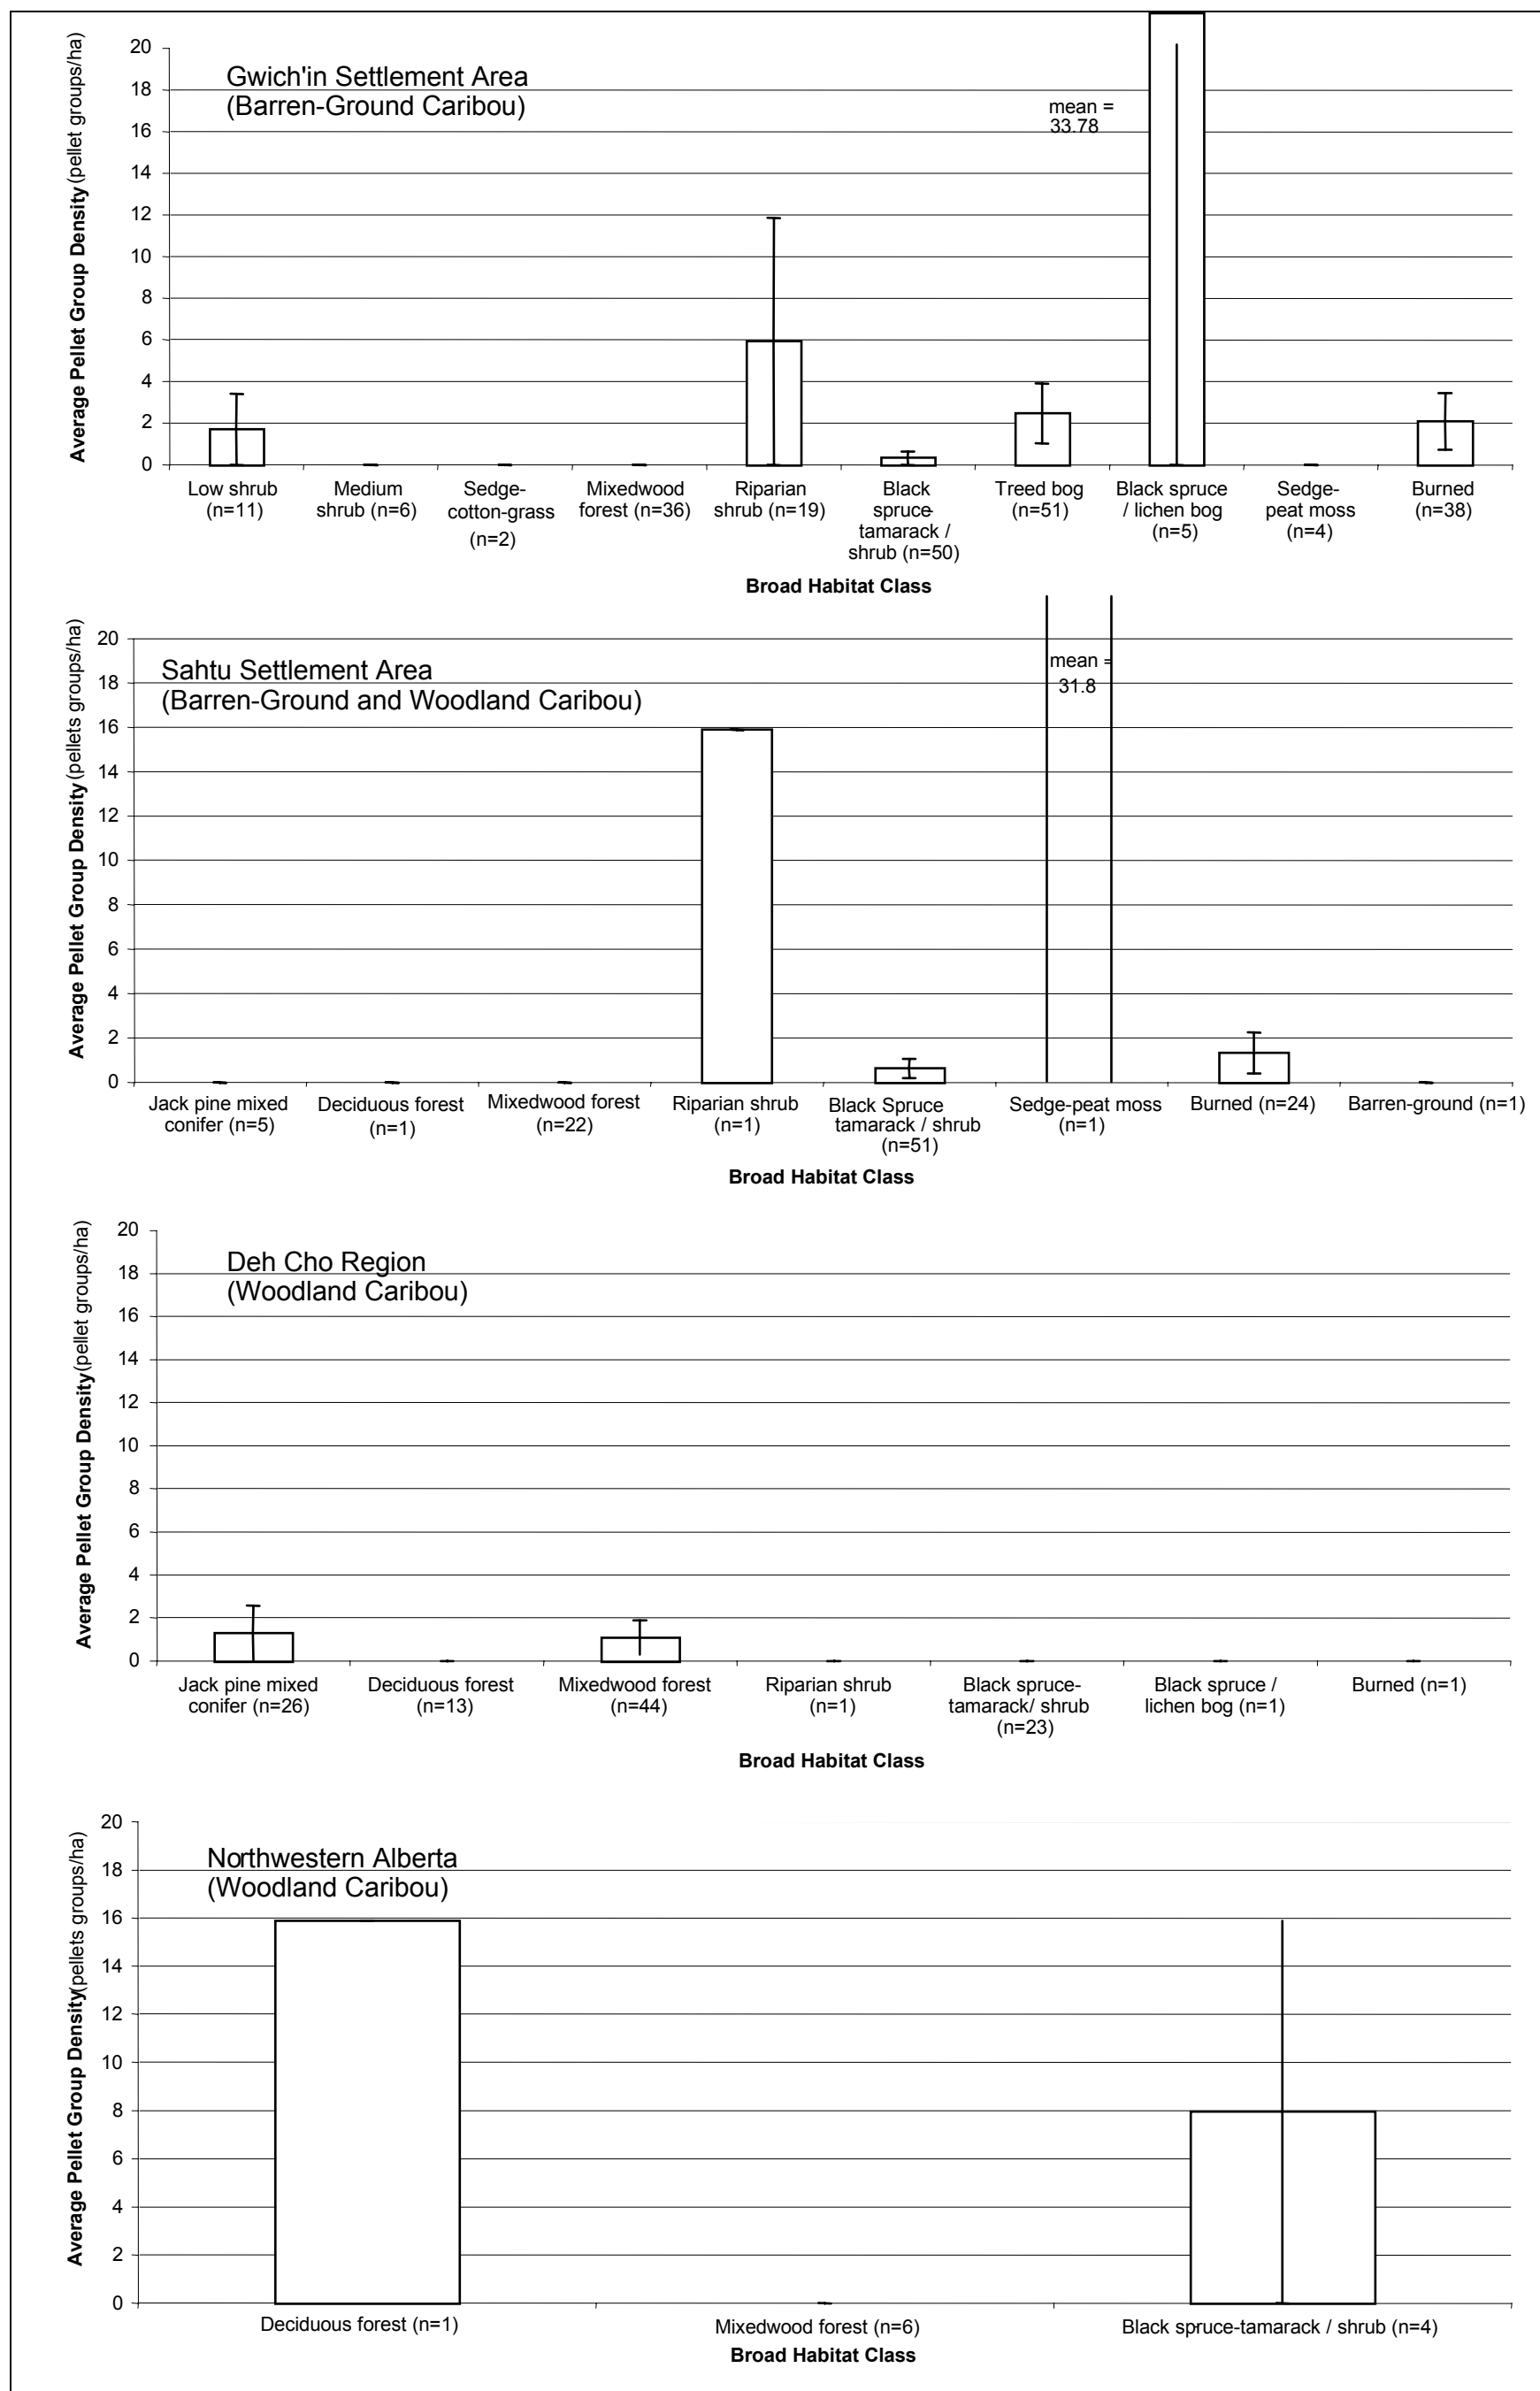 Average Pellet Group Density (pellet groups/ha)
20
18
16
14
12
10
8
6
4
2
0
Gwich'in Settlement Area
(Barren-Ground Caribou)
mean =
33.78
Low shrub
(n=11)
Medium
shrub (n=6)
Sedge-
cotton-grass
(n=2)
Mixedwood
forest (n=36)
Riparian
shrub (n=19)
Black
spruce-
tamarack /
shrub (n=50)
Treed bog
(n=51)
Black spruce
/ lichen bog
(n=5)
Sedge-
peat moss
(n=4)
Burned
(n=38)
Broad Habitat Class
Average Pellet Group Density (pellets groups/ha)
20
18
16
14
12
10
8
6
4
2
0
Sahtu Settlement Area
(Barren-Ground and Woodland Caribou)
mean =
31.8
Jack pine mixed
conifer (n=5)
Deciduous forest
(n=1)
Mixedwood forest
(n=22)
Riparian shrub
(n=1)
Black Spruce
tamarack / shrub
(n=51)
Sedge-peat moss
(n=1)
Burned (n=24)
Barren-ground (n=1)
Broad Habitat Class
Average Pellet Group Density (pellet groups/ha)
20
18
16
14
12
10
8
6
4
2
0
Deh Cho Region
(Woodland Caribou)
Jack pine mixed
conifer (n=26)
Deciduous forest
(n=13)
Mixedwood forest
(n=44)
Riparian shrub
(n=1)
Black spruce-
tamarack/ shrub
(n=23)
Black spruce /
lichen bog (n=1)
Burned (n=1)
Broad Habitat Class
Average Pellet Group Density (pellets groups/ha)
20
18
16
14
12
10
8
6
4
2
0
Northwestern Alberta
(Woodland Caribou)
Deciduous forest (n=1)
Mixedwood forest (n=6)
Black spruce-tamarack / shrub (n=4)
Broad Habitat Class